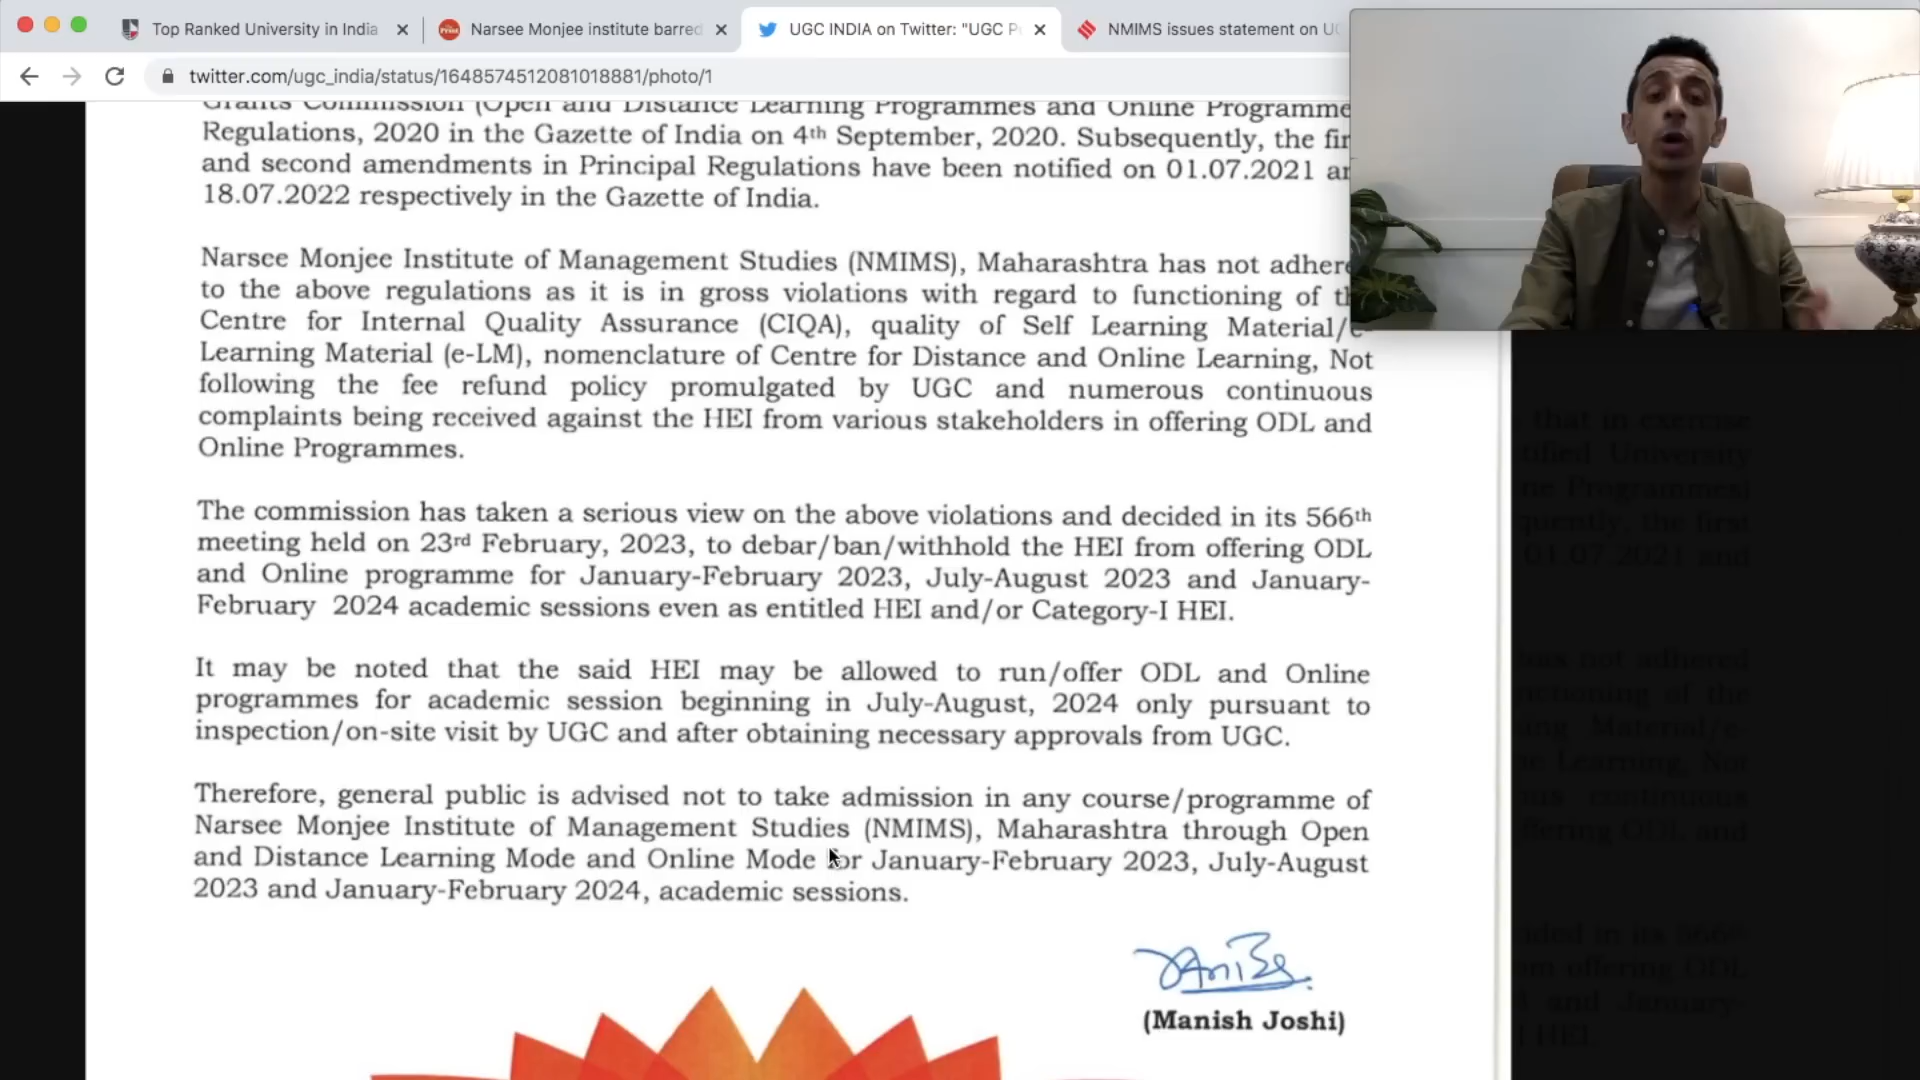 Top Ranked University in India
Narsee Monjee institute barred
UGC INDIA on Twitter: "UGC P
NMIMS issues statement on UG
twitter.com/ugc_india/status/1648574512081018881/photo/1
Grants Commission (Open and Distance Learning Programmes and Online Programme
Regulations, 2020 in the Gazette of India on 4th September, 2020. Subsequently, the fir
and second amendments in Principal Regulations have been notified on 01.07.2021 an
18.07.2022 respectively in the Gazette of India.
Narsee Monjee Institute of Management Studies (NMIMS), Maharashtra has not adhere
to the above regulations as it is in gross violations with regard to functioning of th
Centre for Internal Quality Assurance (CIQA), quality of Self Learning Material/e-
Learning Material (e-LM), nomenclature of Centre for Distance and Online Learning, Not
following the fee refund policy promulgated by UGC and numerous continuous
complaints being received against the HEI from various stakeholders in offering ODL and
Online Programmes.
The commission has taken a serious view on the above violations and decided in its 566th
meeting held on 23rd February, 2023, to debar/ban/withhold the HEI from offering ODL
and Online programme for January-February 2023, July-August 2023 and January-
February 2024 academic sessions even as entitled HEI and/or Category-I HEI.
It may be noted that the said HEI may be allowed to run/offer ODL and Online
programmes for academic session beginning in July-August, 2024 only pursuant to
inspection/on-site visit by UGC and after obtaining necessary approvals from UGC.
Therefore, general public is advised not to take admission in any course/programme of
Narsee Monjee Institute of Management Studies (NMIMS), Maharashtra through Open
and Distance Learning Mode and Online Mode for January-February 2023, July-August
2023 and January-February 2024, academic sessions.
(Manish Joshi)